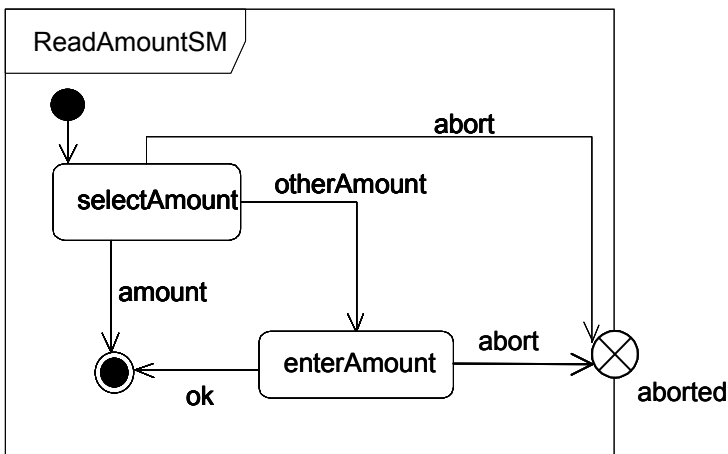 ReadAmountSM
abort
selectAmount
otherAmount
amount
enterAmount
abort
ok
aborted